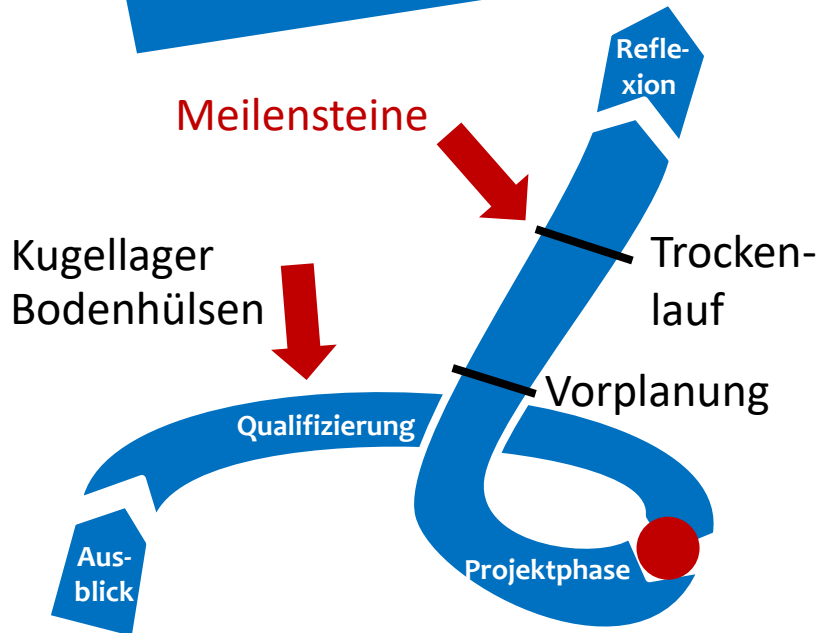 Refle-
xion
Meilensteine
Kugellager
Bodenhülsen
Trocken-
lauf
Vorplanung
Qualifizierung
Aus-
blick
Projektphase